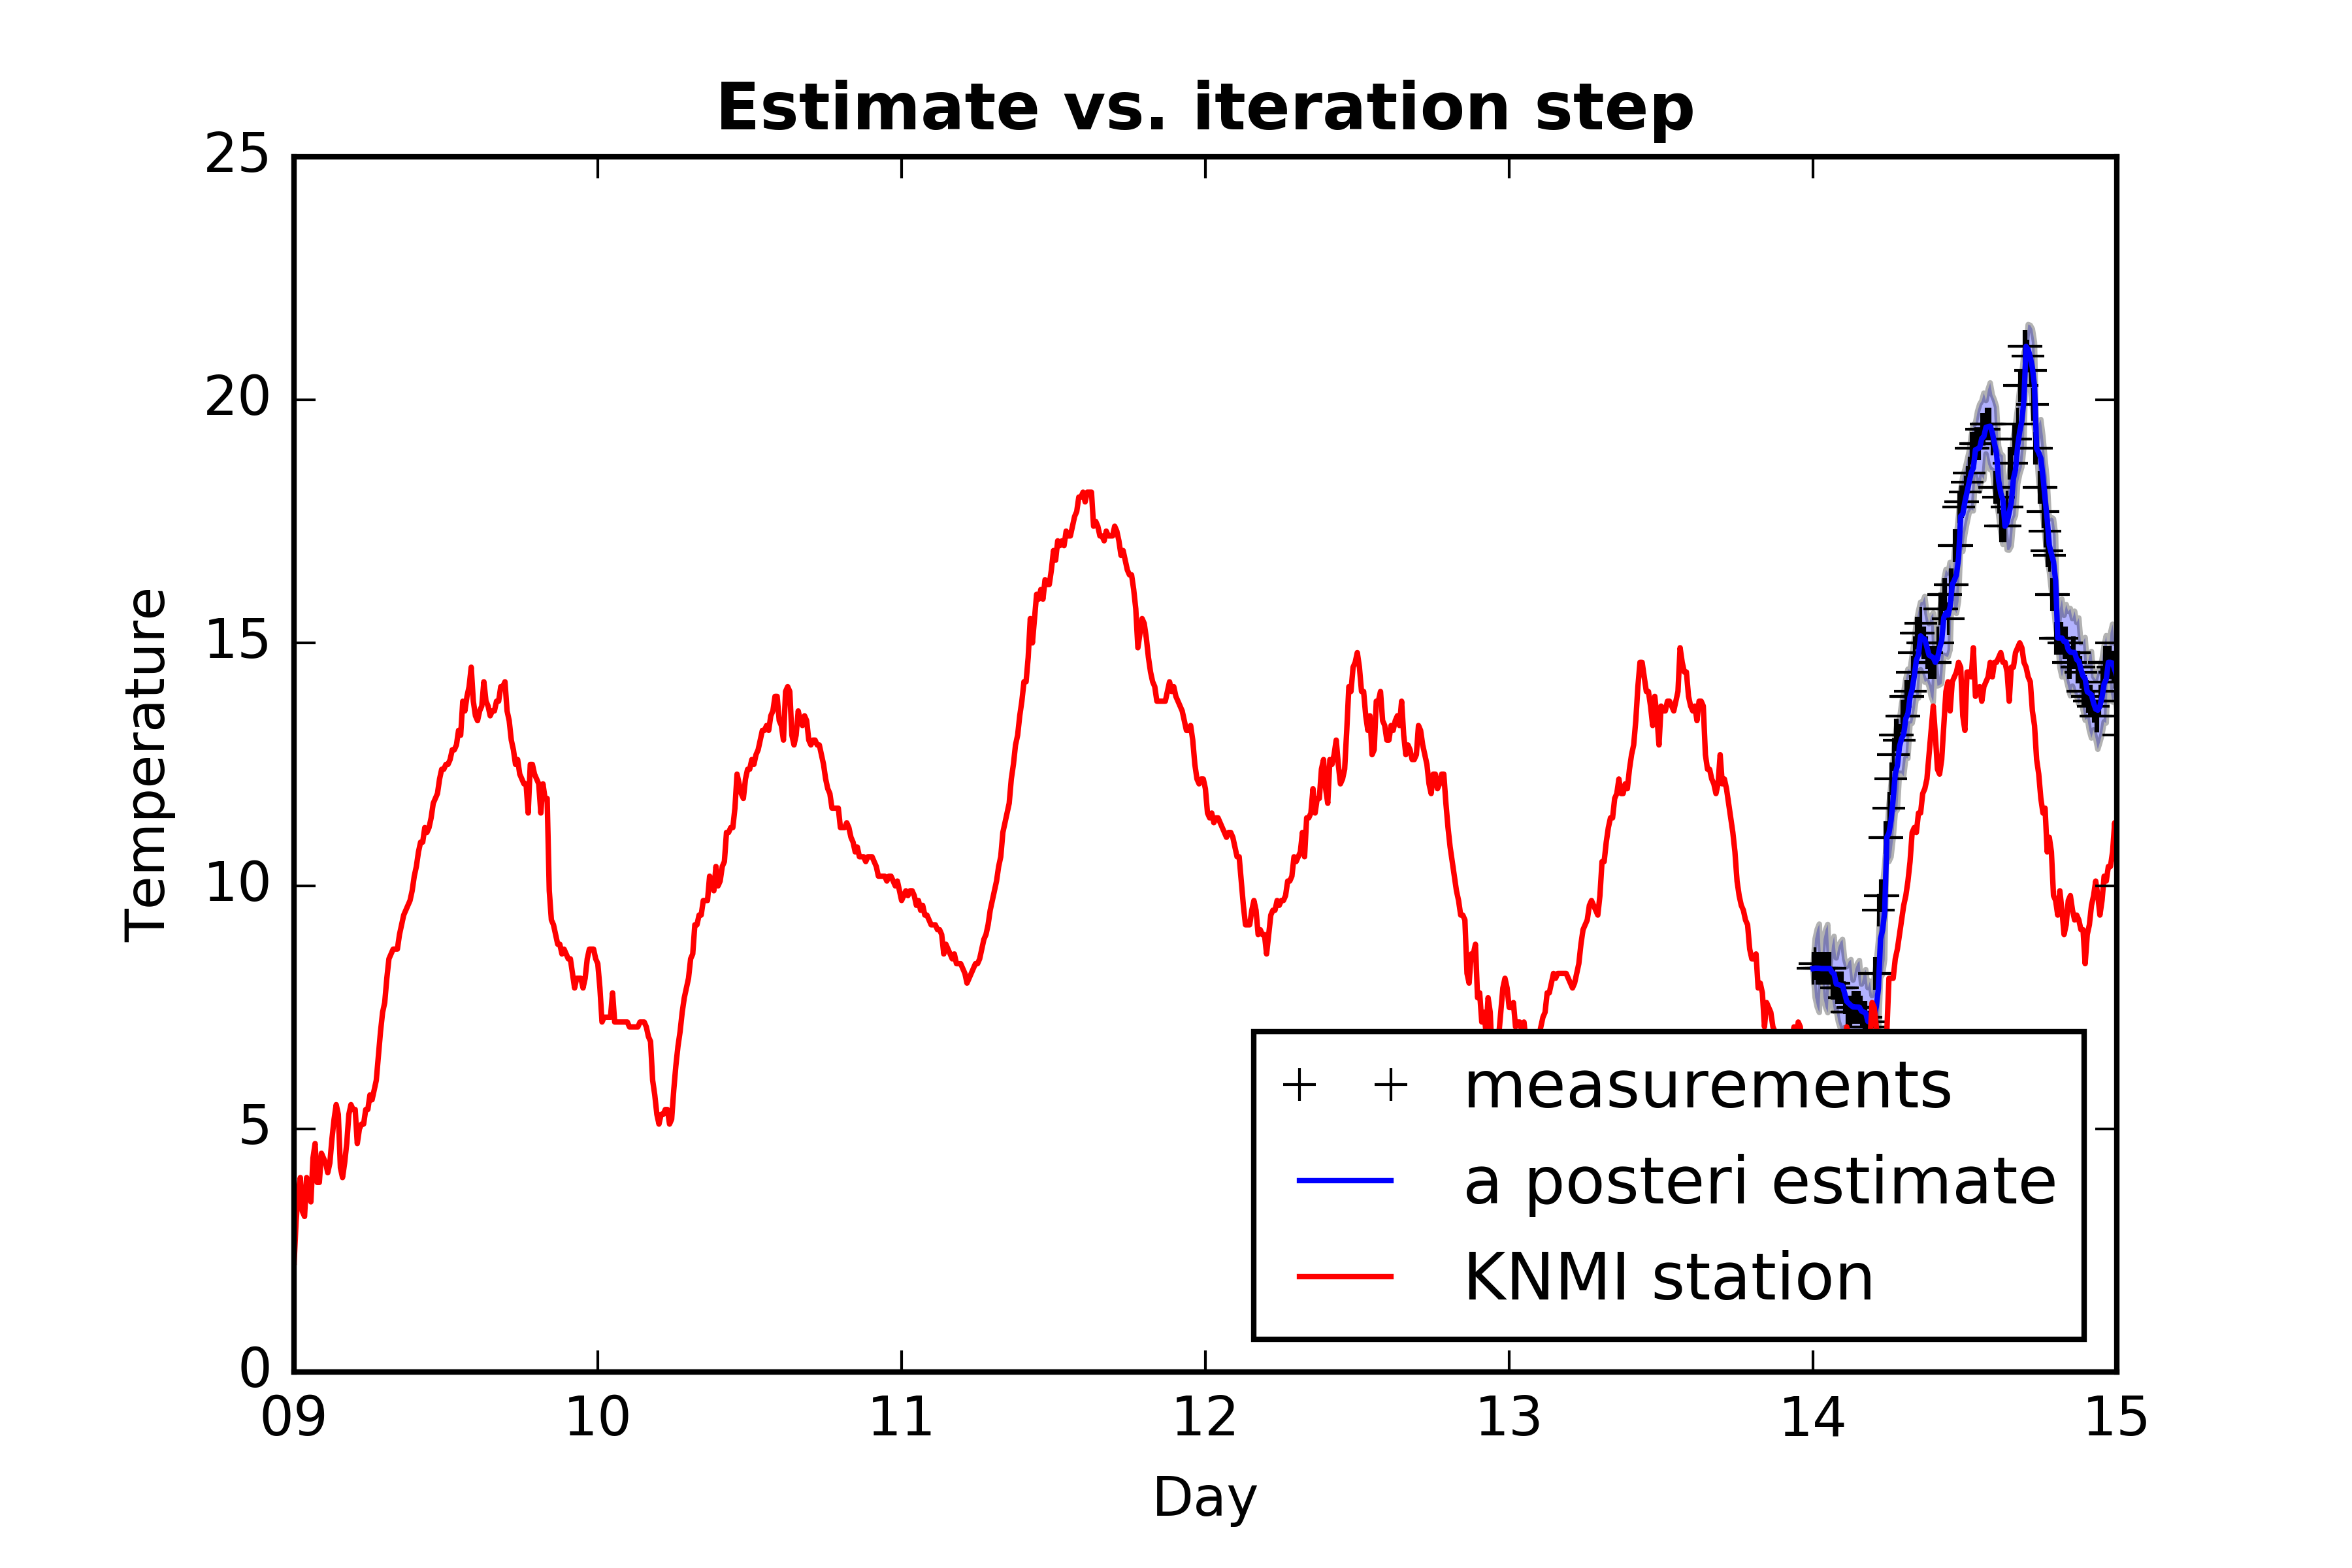 Estimate vs. iteration step
25
20
15
10
5
0
Temperature
measurements
a posteri estimate
KNMI station
09 10 11 12 13 14 15
Day